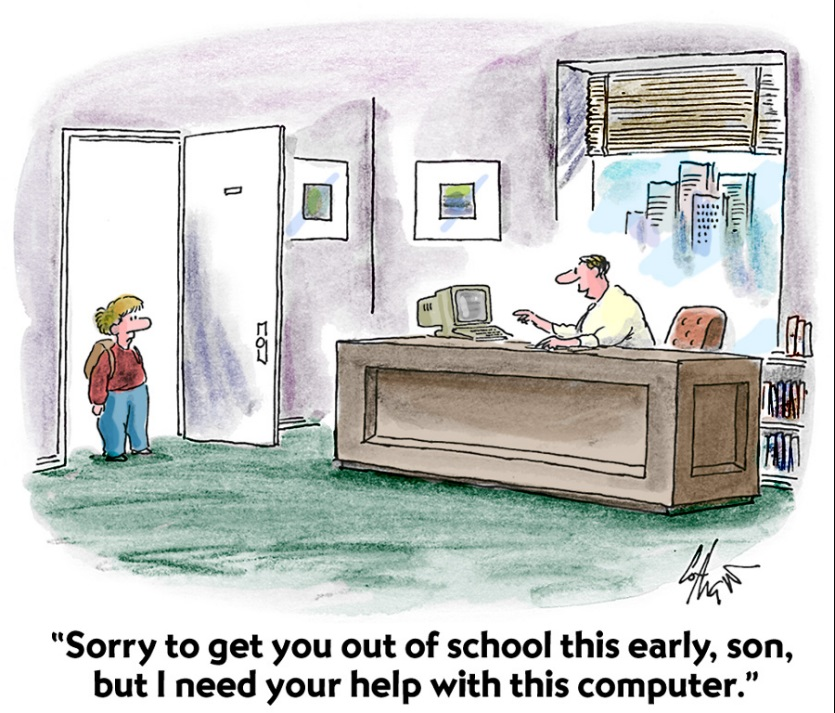 “Sorry to get you out of school this early, son,
but I need your help with this computer.”